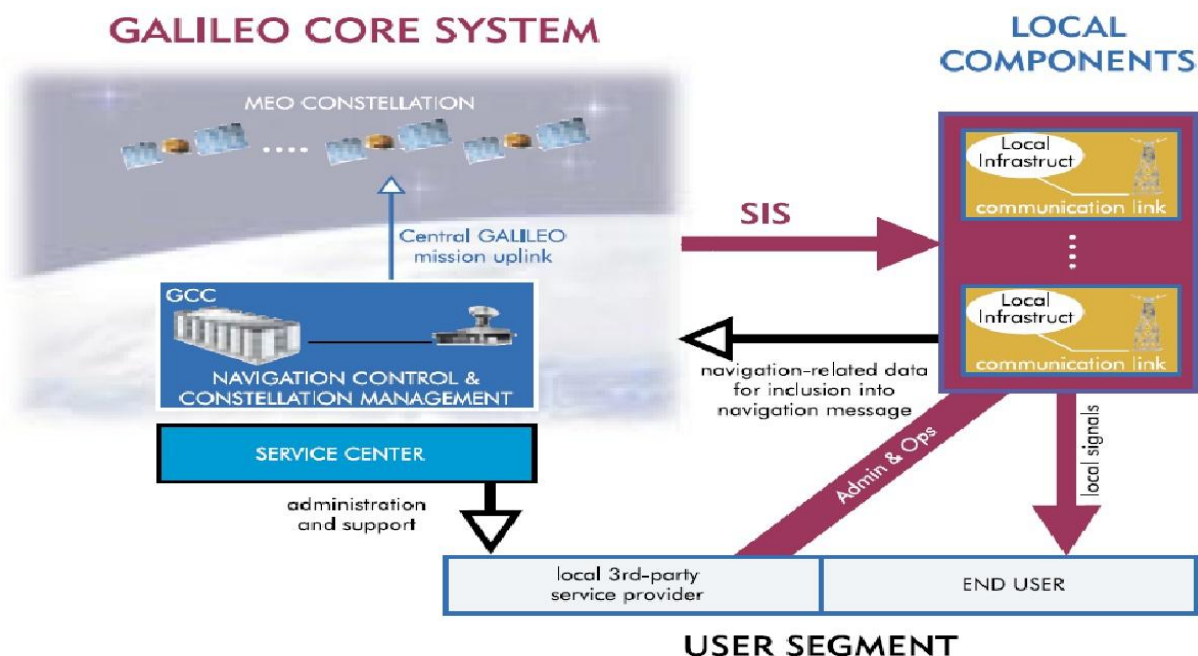 GALILEO CORE SYSTEM
LOCAL
COMPONENTS
MEO CONSTELLATION
Local
Infrastruct
communication link
SIS
Central GALILEO
mission uplink
GCC
NAVIGATION CONTROL &
CONSTELLATION MANAGEMENT
Local
Infrastruct
communication link
navigation-related data
for inclusion into
navigation message
SERVICE CENTER
administration
and support
Admin & Ops
local signals
local 3rd-party
service provider
END USER
USER SEGMENT